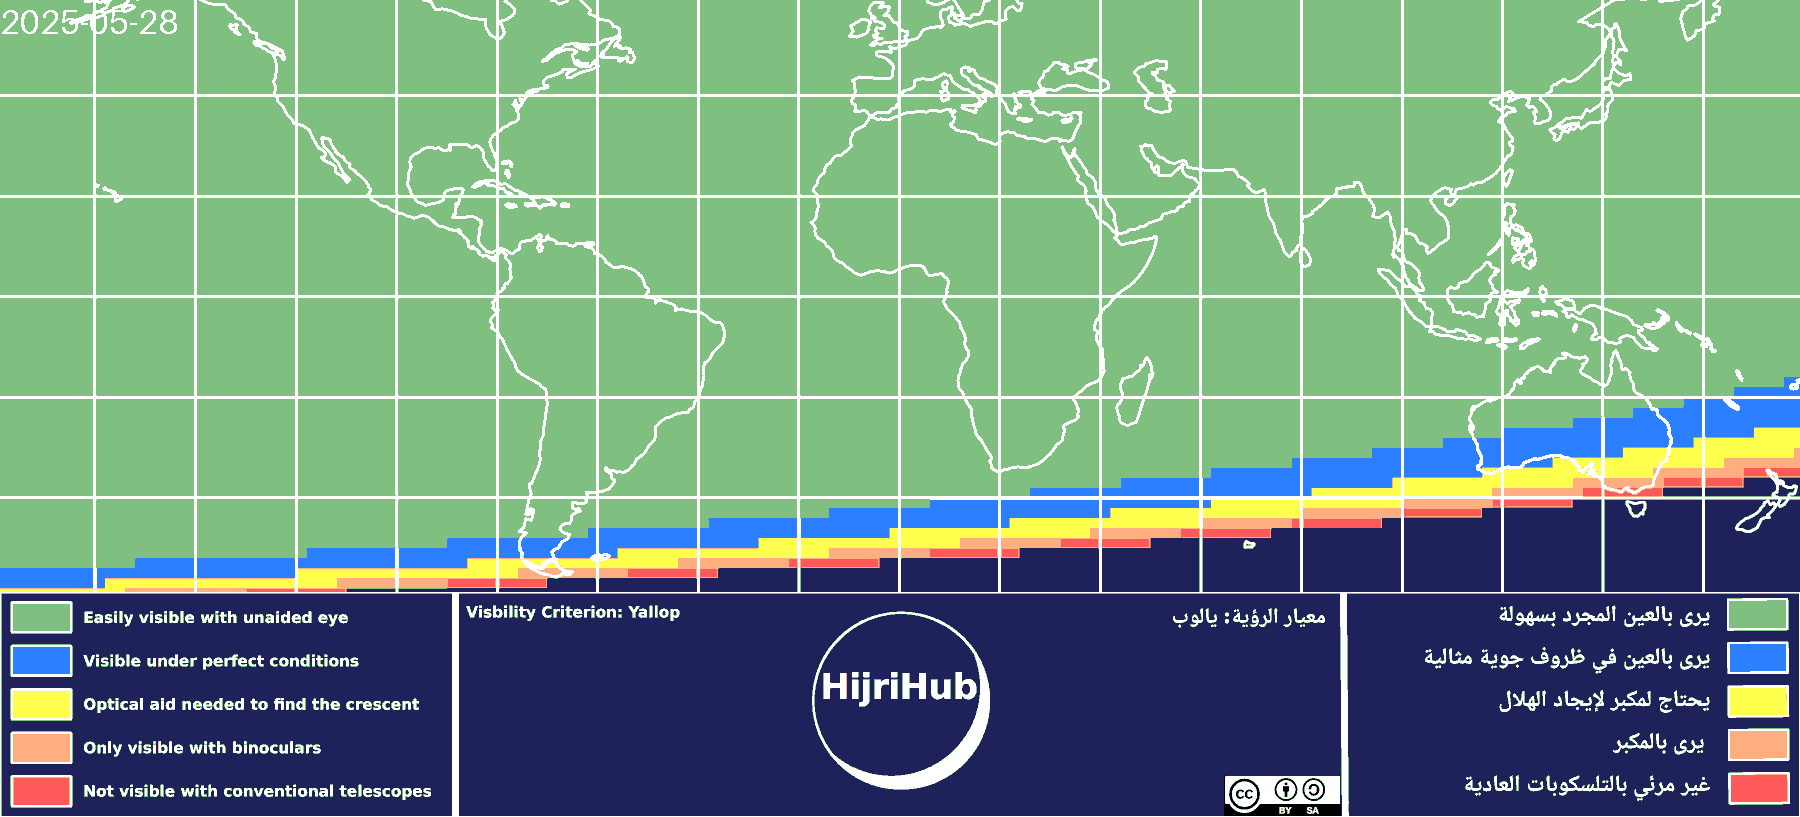 2025-05-28
Easily visible with unaided eye
Visible under perfect conditions
Optical aid needed to find the crescent
Only visible with binoculars
Not visible with conventional telescopes
Visbility Criterion: Yallop
معيار الرؤية: يالوب
HijriHub
cc
BY SA
يرى بالعين المجرد بسهولة
يرى بالعين في ظروف جوية مثالية
يحتاج لمكبر لإيجاد الهلال
يرى بالمكبر
غير مرئي بالتلسكوبات العادية